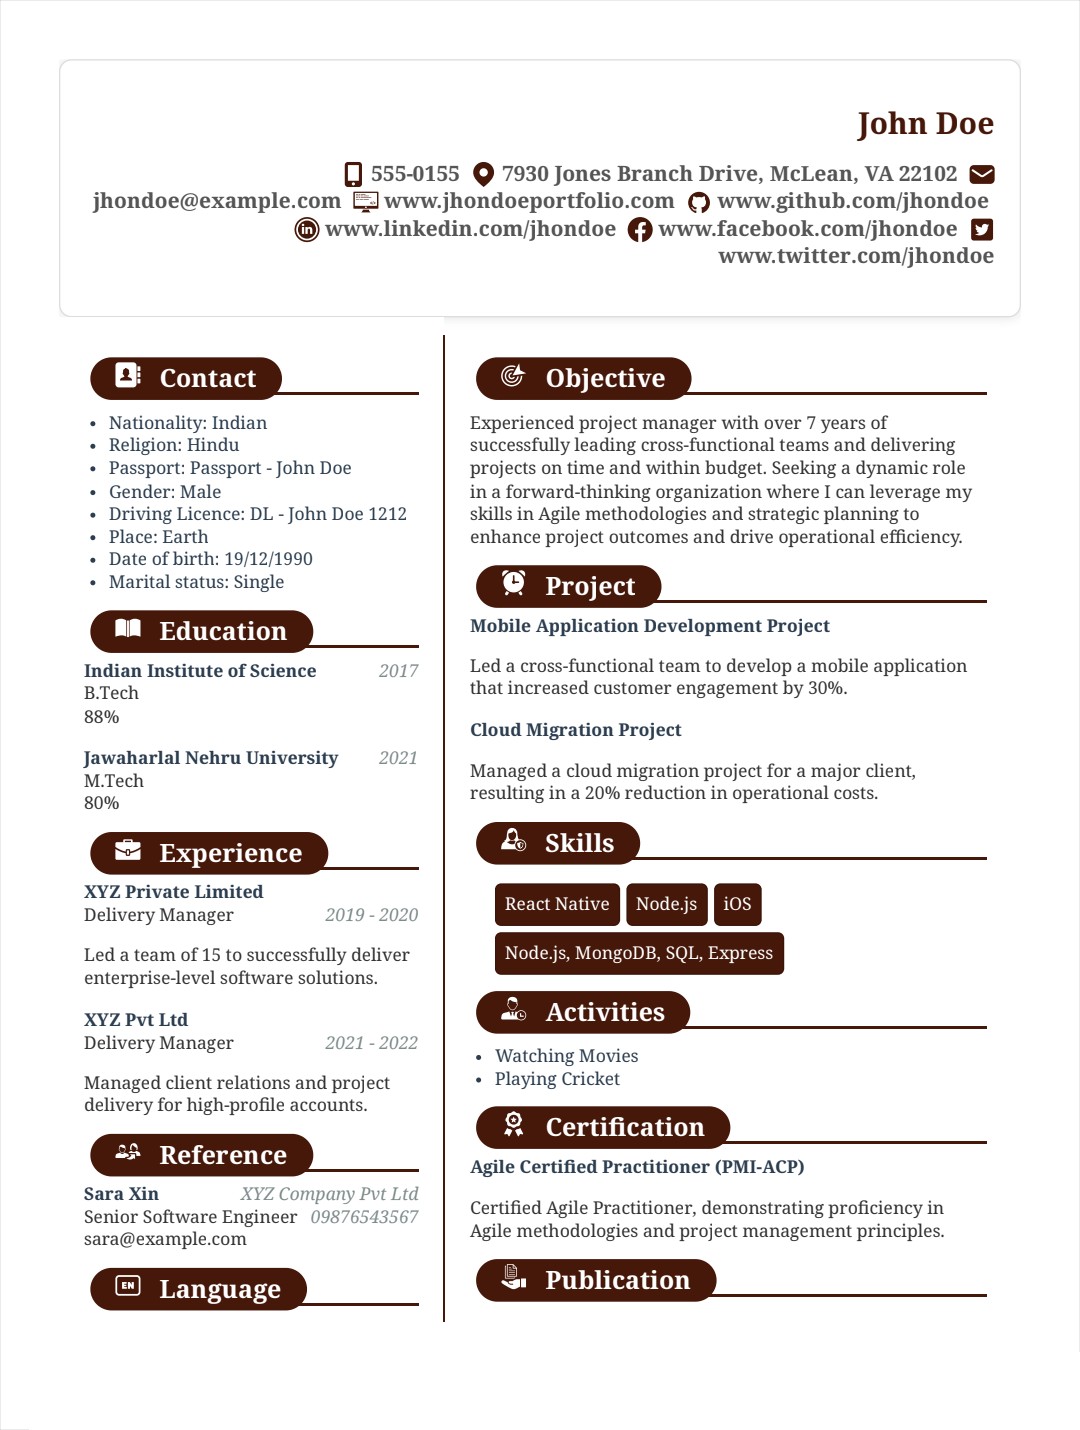 John Doe
555-0155 7930 Jones Branch Drive, McLean, VA 22102
jhondoe@example.com www.jhondoeportfolio.com www.github.com/jhondoe
www.linkedin.com/jhondoe www.facebook.com/jhondoe
www.twitter.com/jhondoe
Contact
• Nationality: Indian
• Religion: Hindu
• Passport: Passport - John Doe
• Gender: Male
• Driving Licence: DL - John Doe 1212
• Place: Earth
• Date of birth: 19/12/1990
• Marital status: Single
Education
Indian Institute of Science 2017
B.Tech
88%
Jawaharlal Nehru University 2021
M.Tech
80%
Experience
XYZ Private Limited
Delivery Manager 2019 - 2020
Led a team of 15 to successfully deliver
enterprise-level software solutions.
XYZ Pvt Ltd
Delivery Manager 2021 - 2022
Managed client relations and project
delivery for high-profile accounts.
Reference
Sara Xin XYZ Company Pvt Ltd
Senior Software Engineer 09876543567
sara@example.com
EN Language
Objective
Experienced project manager with over 7 years of
successfully leading cross-functional teams and delivering
projects on time and within budget. Seeking a dynamic role
in a forward-thinking organization where I can leverage my
skills in Agile methodologies and strategic planning to
enhance project outcomes and drive operational efficiency.
Project
Mobile Application Development Project
Led a cross-functional team to develop a mobile application
that increased customer engagement by 30%.
Cloud Migration Project
Managed a cloud migration project for a major client,
resulting in a 20% reduction in operational costs.
Skills
React Native Node.js iOS
Node.js, MongoDB, SQL, Express
Activities
• Watching Movies
• Playing Cricket
Certification
Agile Certified Practitioner (PMI-ACP)
Certified Agile Practitioner, demonstrating proficiency in
Agile methodologies and project management principles.
Publication